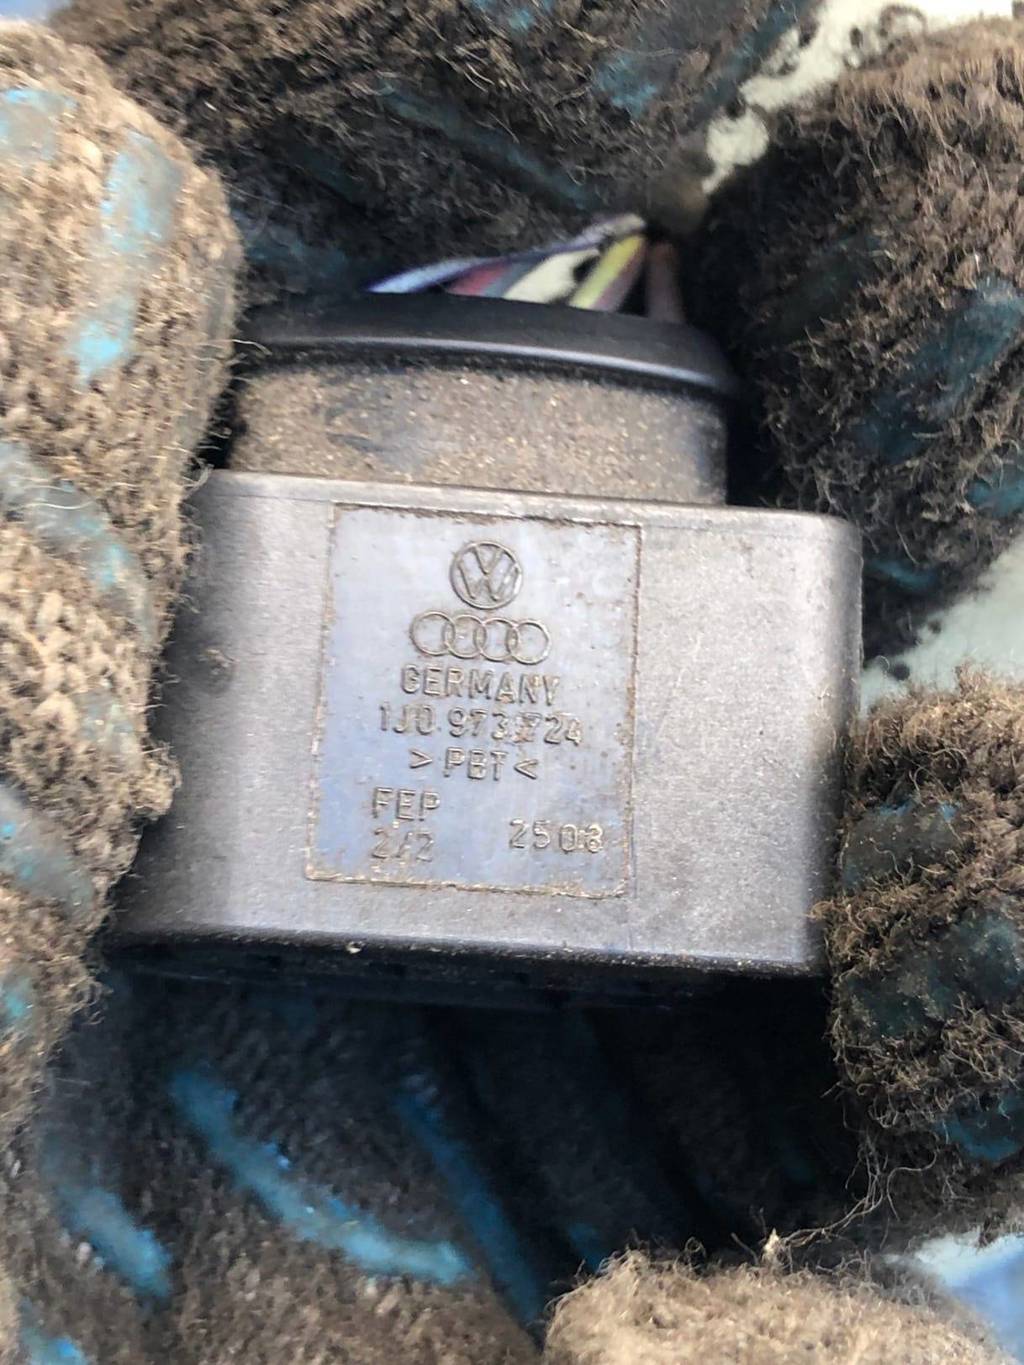 GERMANY
1J0 973 724
> PBT <
FEP 2508
2/2